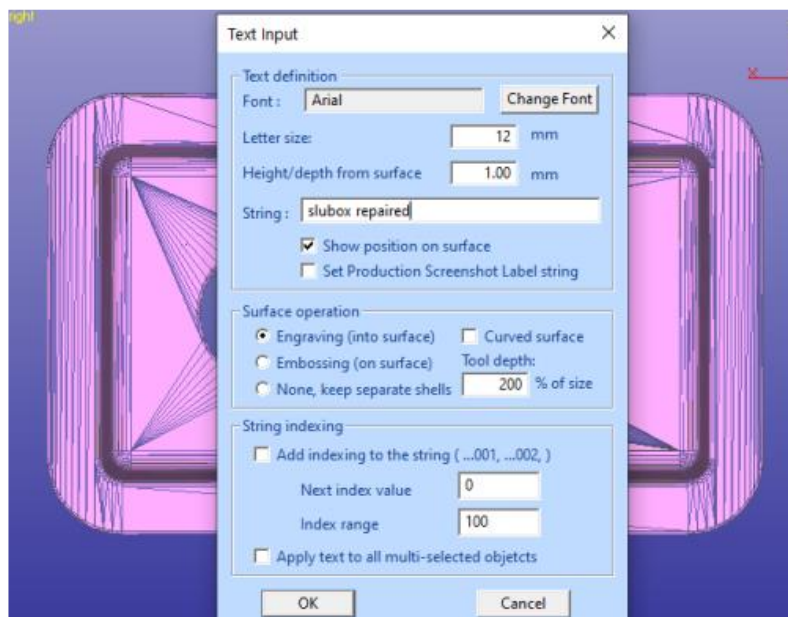 right
Text Input
Text definition
Font : Arial Change Font
Letter size: 12 mm
Height/depth from surface 1.00 mm
String : slubox repaired
Show position on surface
Set Production Screenshot Label string
Surface operation
Engraving (into surface) Curved surface
Embossing (on surface) Tool depth:
None, keep separate shells 200 % of size
String indexing
Add indexing to the string ( ...001, ...002, )
Next index value 0
Index range 100
Apply text to all multi-selected objetcts
OK Cancel
X